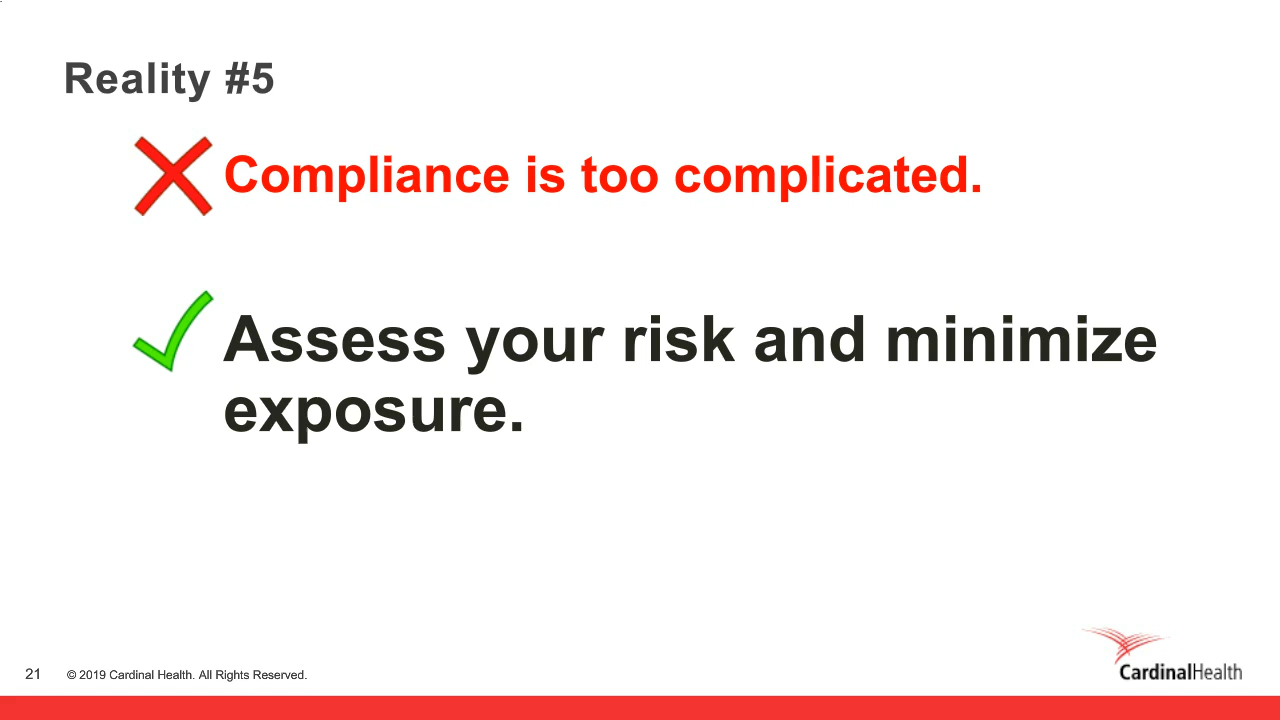 Reality #5
Compliance is too complicated.
Assess your risk and minimize
exposure.
CardinalHealth
21 © 2019 Cardinal Health. All Rights Reserved.